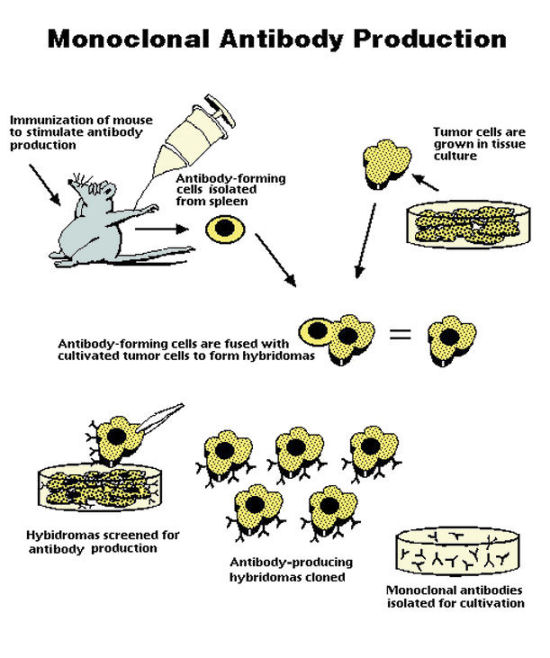 Monoclonal Antibody Production
Immunization of mouse
to stimulate antibody
production
Antibody-forming
cells isolated
from spleen
Tumor cells are
grown in tissue
culture
Antibody-forming cells are fused with
cultivated tumor cells to form hybridomas
=
Hybidromas screened for
antibody production
Antibody-producing
hybridomas cloned
Monoclonal antibodies
isolated for cultivation